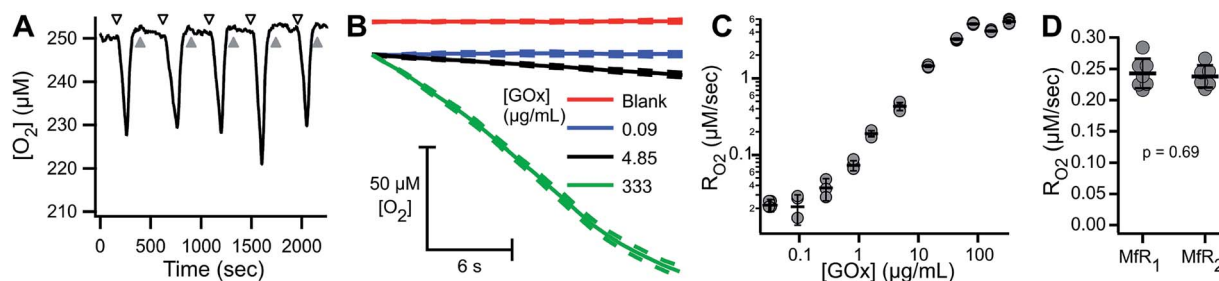 A
250
240
230
220
210
[O2]
(μM)
0
500
1000
1500
2000
Time (sec)
B
[GOx]
(μg/mL)
Blank
0.09
4.85
333
50 μM
[O2]
6 s
C
RO2 (μM/sec)
6
4
2
1
6
4
2
0.1
6
4
2
0.1
1
10
100
[GOx] (μg/mL)
D
RO2 (μM/sec)
0.30
0.25
0.20
0.15
0.10
0.05
0.00
p = 0.69
MfR1
MfR2